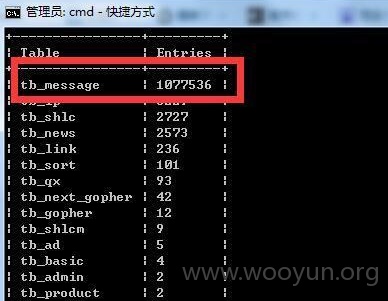 管理员: cmd - 快捷方式
Table | Entries
tb_message | 1077536
tb_shlc | 2727
tb_news | 2573
tb_link | 236
tb_sort | 101
tb_qx | 93
tb_next_gopher | 42
tb_gopher | 12
tb_shlcm | 9
tb_ad | 5
tb_basic | 4
tb_admin | 2
tb_product | 2
www.wooyun.org